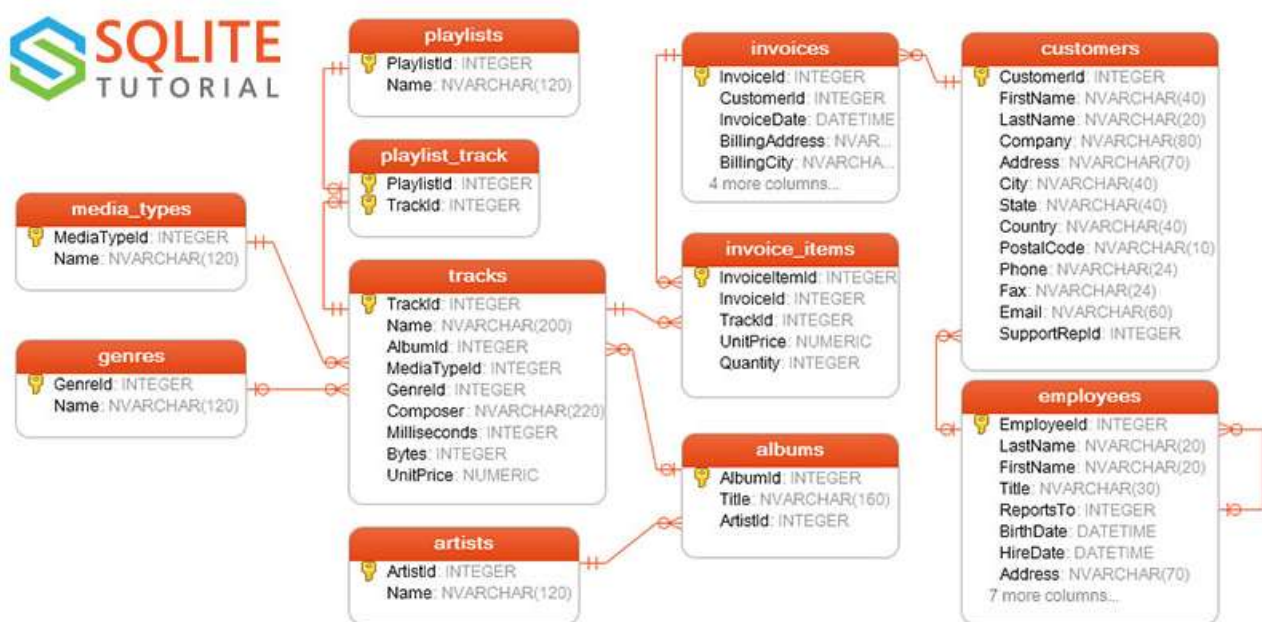 SQLITE
TUTORIAL
playlists
PlaylistId: INTEGER
Name: NVARCHAR(120)
playlist_track
PlaylistId: INTEGER
TrackId: INTEGER
media_types
MediaTypeId: INTEGER
Name: NVARCHAR(120)
genres
GenreId: INTEGER
Name: NVARCHAR(120)
tracks
TrackId: INTEGER
Name: NVARCHAR(200)
AlbumId: INTEGER
MediaTypeId: INTEGER
GenreId: INTEGER
Composer: NVARCHAR(220)
Milliseconds: INTEGER
Bytes: INTEGER
UnitPrice: NUMERIC
artists
ArtistId: INTEGER
Name: NVARCHAR(120)
invoices
InvoiceId: INTEGER
CustomerId: INTEGER
InvoiceDate: DATETIME
BillingAddress: NVAR...
BillingCity: NVARCHA...
4 more columns...
invoice_items
InvoiceItemId: INTEGER
InvoiceId: INTEGER
TrackId: INTEGER
UnitPrice: NUMERIC
Quantity: INTEGER
albums
AlbumId: INTEGER
Title: NVARCHAR(160)
ArtistId: INTEGER
customers
CustomerId: INTEGER
FirstName: NVARCHAR(40)
LastName: NVARCHAR(20)
Company: NVARCHAR(80)
Address: NVARCHAR(70)
City: NVARCHAR(40)
State: NVARCHAR(40)
Country: NVARCHAR(40)
PostalCode: NVARCHAR(10)
Phone: NVARCHAR(24)
Fax: NVARCHAR(24)
Email: NVARCHAR(60)
SupportRepId: INTEGER
employees
EmployeeId: INTEGER
LastName: NVARCHAR(20)
FirstName: NVARCHAR(20)
Title: NVARCHAR(30)
ReportsTo: INTEGER
BirthDate: DATETIME
HireDate: DATETIME
Address: NVARCHAR(70)
7 more columns...